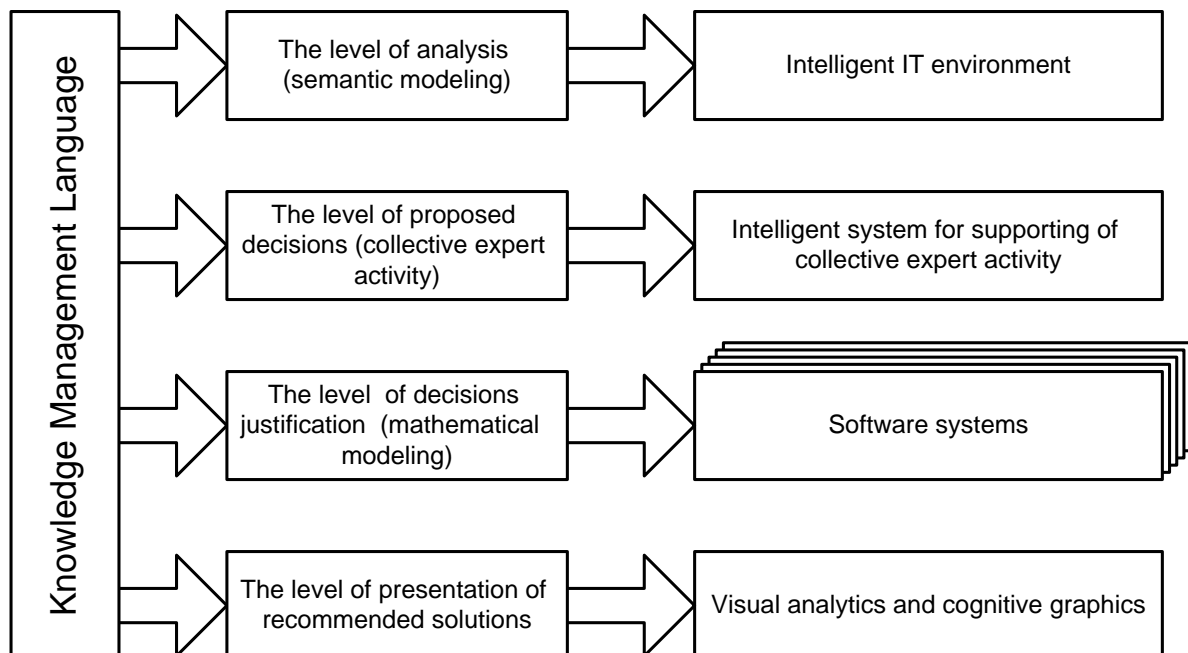 Knowledge Management Language
The level of analysis
(semantic modeling)
Intelligent IT environment
The level of proposed
decisions (collective expert
activity)
Intelligent system for supporting of
collective expert activity
The level of decisions
justification (mathematical
modeling)
Software systems
The level of presentation of
recommended solutions
Visual analytics and cognitive graphics